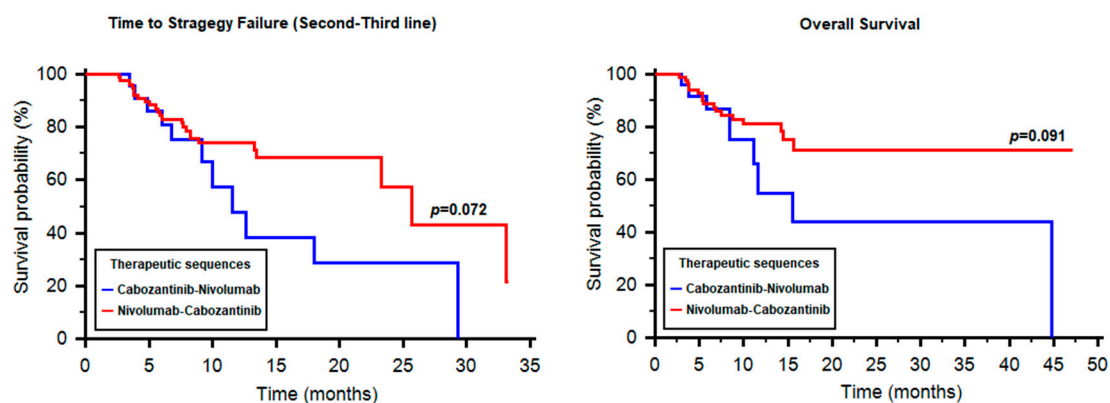 Time to Stragegy Failure (Second-Third line)
Survival probability (%)
100
80
60
40
20
0
p=0.072
Therapeutic sequences
Cabozantinib-Nivolumab
Nivolumab-Cabozantinib
0 5 10 15 20 25 30 35
Time (months)
Overall Survival
Survival probability (%)
100
80
60
40
20
0
p=0.091
Therapeutic sequences
Cabozantinib-Nivolumab
Nivolumab-Cabozantinib
0 5 10 15 20 25 30 35 40 45 50
Time (months)